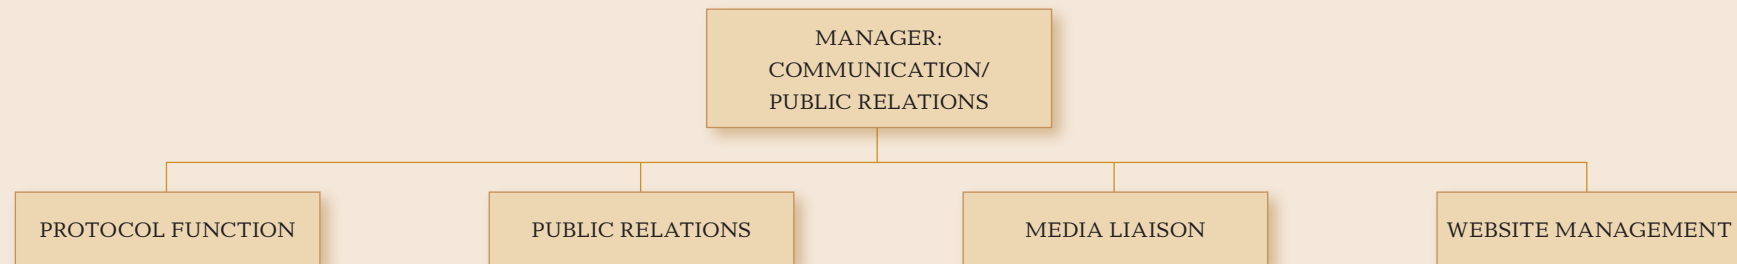 MANAGER:
COMMUNICATION/
PUBLIC RELATIONS
PROTOCOL FUNCTION
PUBLIC RELATIONS
MEDIA LIAISON
WEBSITE MANAGEMENT